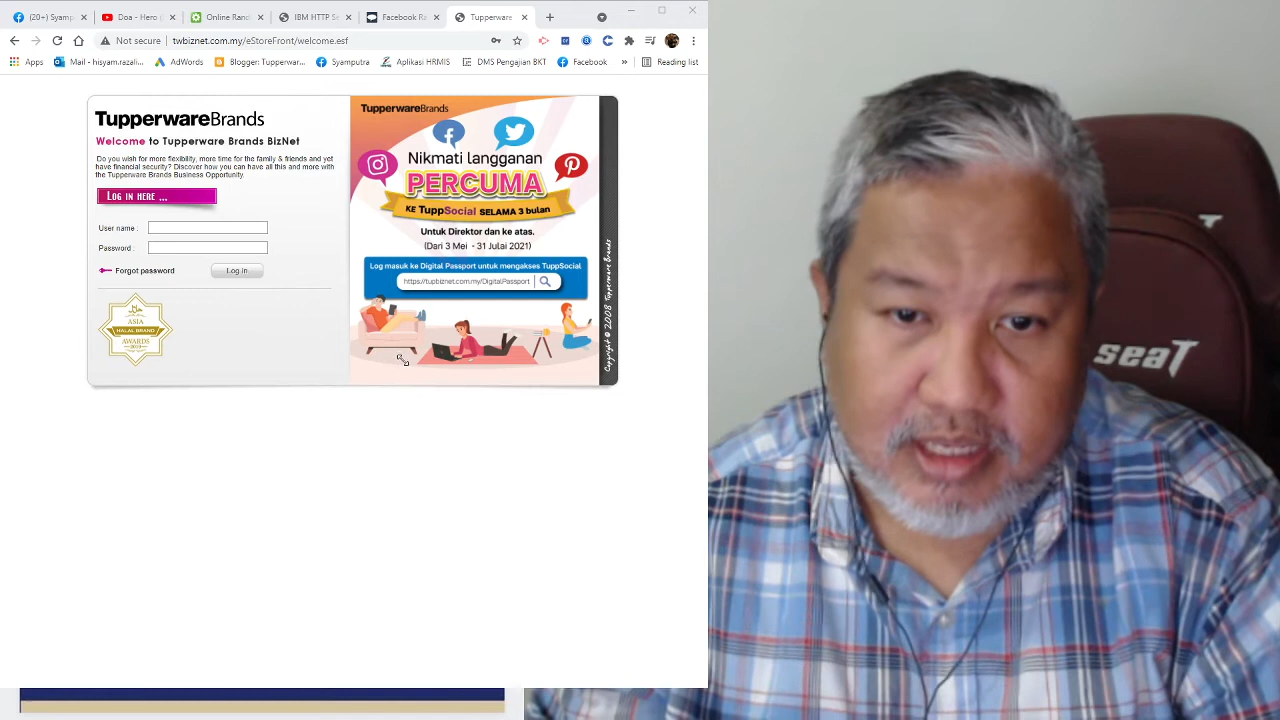 (20+) Syamp
Doa - Hero (
Online Rand
IBM HTTP Se
Facebook Ra
Tupperware
Not secure
twbiznet.com.my/eStoreFront/welcome.esf
Apps
Mail - hisyam.razali...
AdWords
Blogger: Tupperwar...
Syamputra
Aplikasi HRMIS
DMS Pengajian BKT
Facebook
»
Reading list
TupperwareBrands
Welcome to Tupperware Brands BizNet
Do you wish for more flexibility, more time for the family & friends and yet
have financial security? Discover how you can have all this and more with
the Tupperware Brands Business Opportunity.
LOG IN HERE ...
User name :
Password :
Forgot password
Log in
ASIA
HALAL BRAND
AWARDS
TupperwareBrands
Nikmati langganan
PERCUMA
KE TuppSocial SELAMA 3 bulan
Untuk Direktor dan ke atas.
(Dari 3 Mei - 31 Julai 2021)
Log masuk ke Digital Passport untuk mengakses TuppSocial
https://tupbiznet.com.my/DigitalPassport
Copyright © 2008 Tupperware Brands
seaT